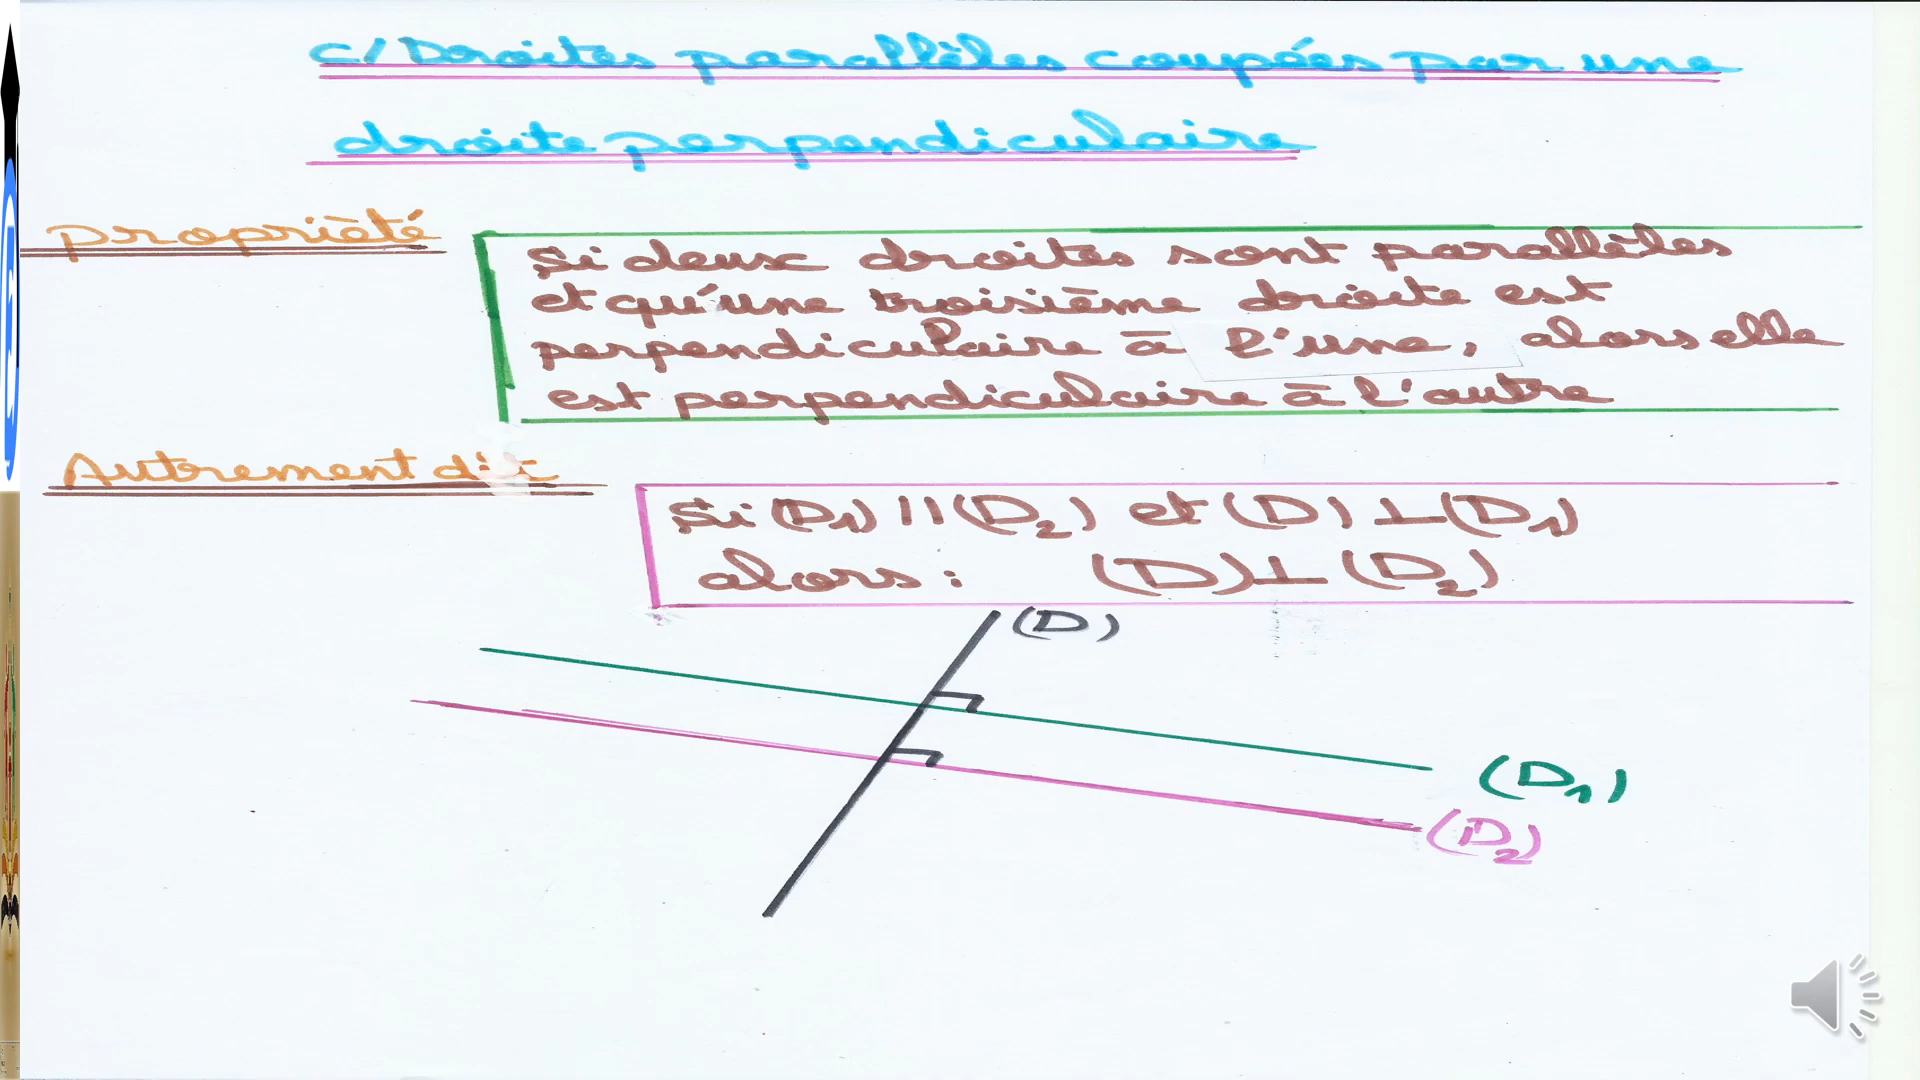 c/ Droites parallèles coupées par une
droite perpendiculaire
Propriété
Si deux droites sont parallèles
et qu'une troisième droite est
perpendiculaire à l'une, alors elle
est perpendiculaire à l'autre
Autrement dit
Si (D1) // (D2) et (D) ⊥ (D1)
alors : (D) ⊥ (D2)
(D)
(D1)
(D2)